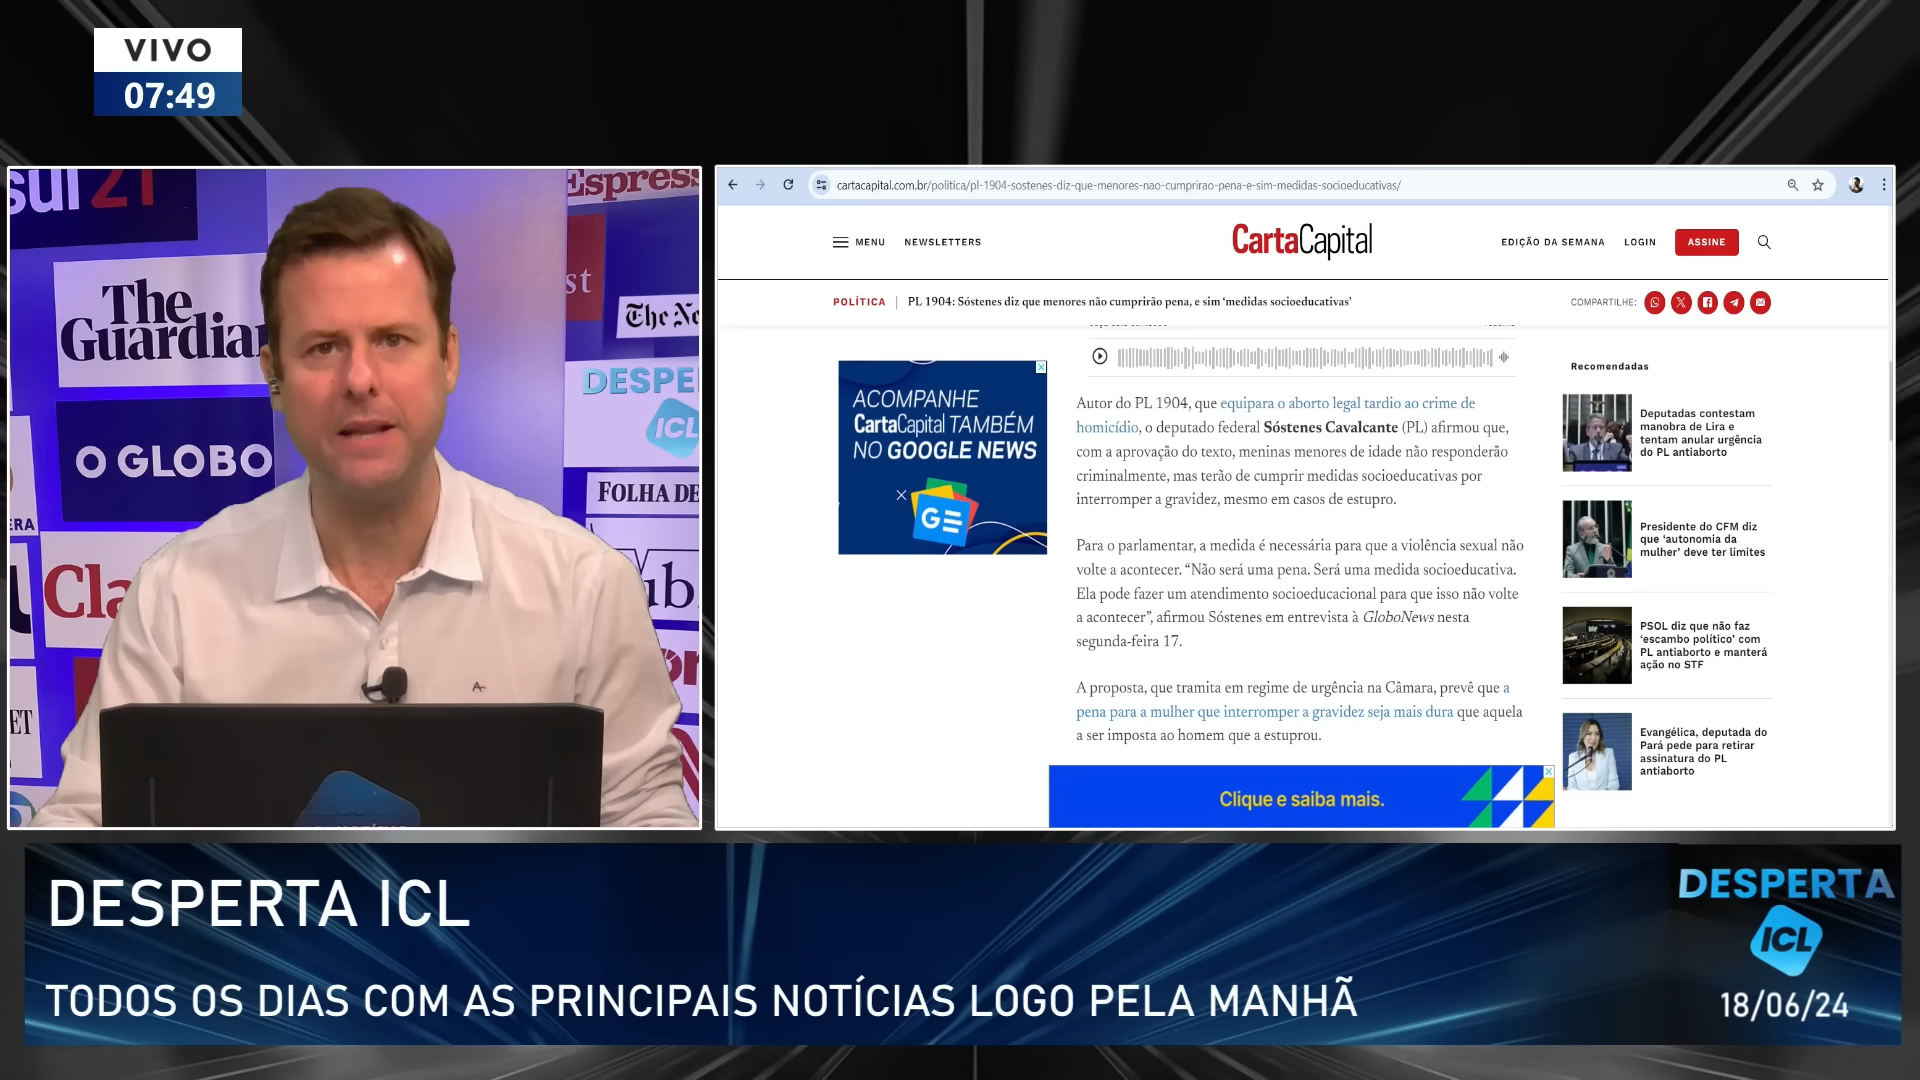 VIVO
07:49
sul 21
Espress
The
Guardian
st
The Ne
DESPE
ICL
O GLOBO
FOLHA DE
ERA
Cla
ub
ET
A
cartacapital.com.br/politica/pl-1904-sostenes-diz-que-menores-nao-cumprirao-pena-e-sim-medidas-socioeducativas/
MENU
NEWSLETTERS
CartaCapital
EDIÇÃO DA SEMANA
LOGIN
ASSINE
POLÍTICA
PL 1904: Sóstenes diz que menores não cumprirão pena, e sim ‘medidas socioeducativas’
COMPARTILHE:
ACOMPANHE
CartaCapital TAMBÉM
NO GOOGLE NEWS
Autor do PL 1904, que equipara o aborto legal tardio ao crime de
homicídio, o deputado federal Sóstenes Cavalcante (PL) afirmou que,
com a aprovação do texto, meninas menores de idade não responderão
criminalmente, mas terão de cumprir medidas socioeducativas por
interromper a gravidez, mesmo em casos de estupro.
Para o parlamentar, a medida é necessária para que a violência sexual não
volte a acontecer. “Não será uma pena. Será uma medida socioeducativa.
Ela pode fazer um atendimento socioeducacional para que isso não volte
a acontecer”, afirmou Sóstenes em entrevista à GloboNews nesta
segunda-feira 17.
A proposta, que tramita em regime de urgência na Câmara, prevê que a
pena para a mulher que interromper a gravidez seja mais dura que aquela
a ser imposta ao homem que a estuprou.
Clique e saiba mais.
Recomendadas
Deputadas contestam
manobra de Lira e
tentam anular urgência
do PL antiaborto
Presidente do CFM diz
que ‘autonomia da
mulher’ deve ter limites
PSOL diz que não faz
‘escambo político’ com
PL antiaborto e manterá
ação no STF
Evangélica, deputada do
Pará pede para retirar
assinatura do PL
antiaborto
DESPERTA ICL
TODOS OS DIAS COM AS PRINCIPAIS NOTÍCIAS LOGO PELA MANHÃ
DESPERTA
ICL
18/06/24